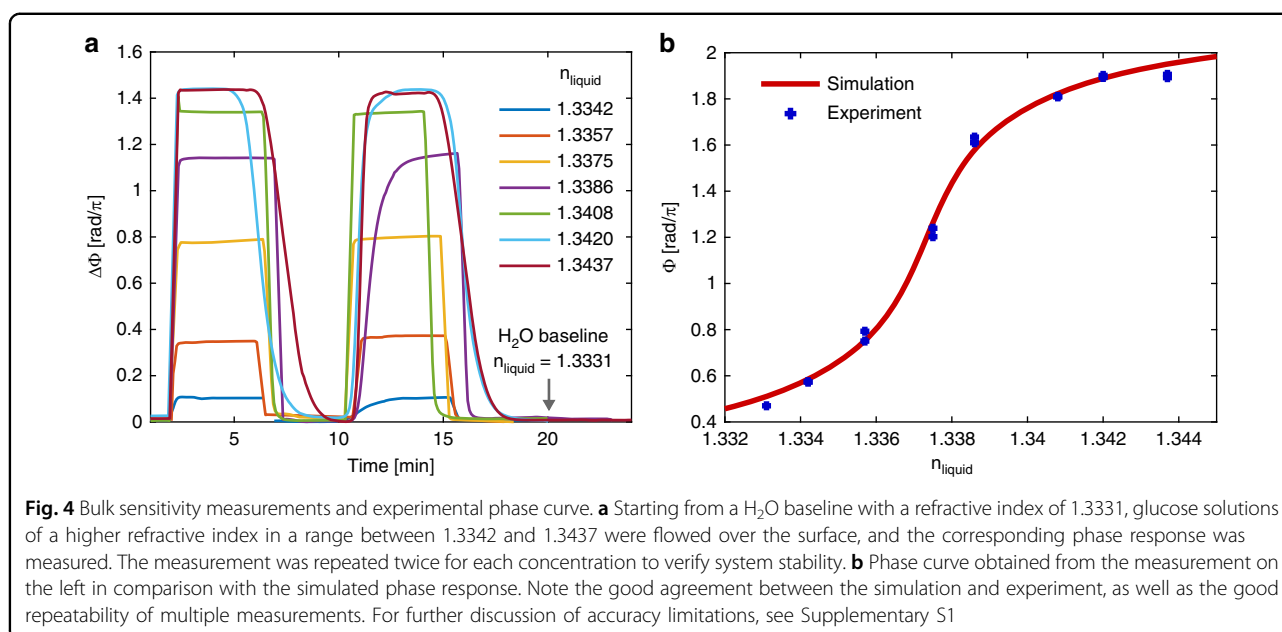 a
1.6
1.4
1.2
1
0.8
0.6
0.4
0.2
0
ΔΦ [rad/π]
5
10
15
20
Time [min]
n_liquid
1.3342
1.3357
1.3375
1.3386
1.3408
1.3420
1.3437
H₂O baseline
n_liquid = 1.3331
b
2
1.8
1.6
1.4
1.2
1
0.8
0.6
0.4
Φ [rad/π]
Simulation
Experiment
1.332
1.334
1.336
1.338
1.34
1.342
1.344
n_liquid
Fig. 4 Bulk sensitivity measurements and experimental phase curve. a Starting from a H₂O baseline with a refractive index of 1.3331, glucose solutions
of a higher refractive index in a range between 1.3342 and 1.3437 were flowed over the surface, and the corresponding phase response was
measured. The measurement was repeated twice for each concentration to verify system stability. b Phase curve obtained from the measurement on
the left in comparison with the simulated phase response. Note the good agreement between the simulation and experiment, as well as the good
repeatability of multiple measurements. For further discussion of accuracy limitations, see Supplementary S1